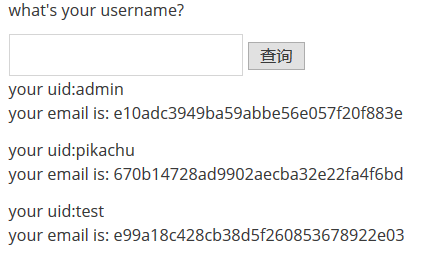 what's your username?
查询
your uid:admin
your email is: e10adc3949ba59abbe56e057f20f883e
your uid:pikachu
your email is: 670b14728ad9902aecba32e22fa4f6bd
your uid:test
your email is: e99a18c428cb38d5f260853678922e03